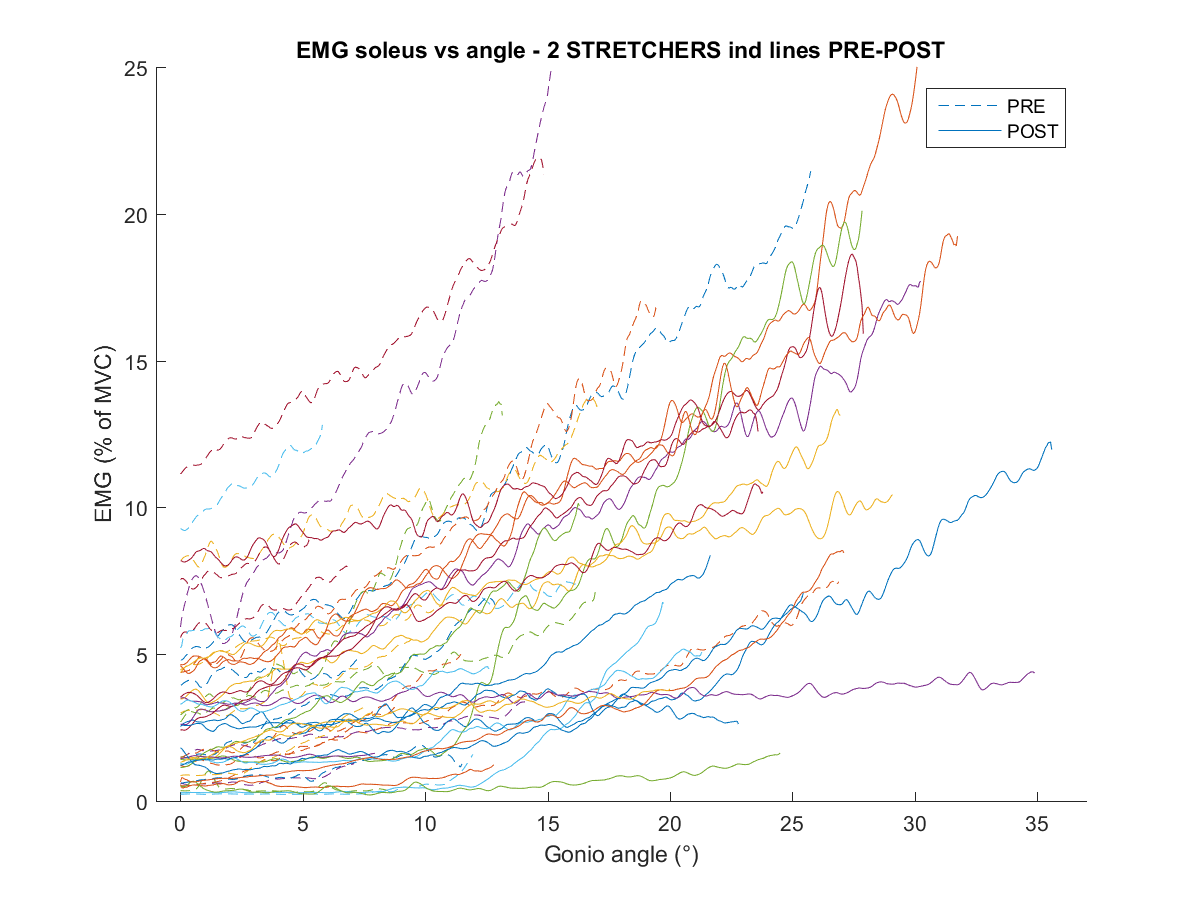 EMG soleus vs angle - 2 STRETCHERS ind lines PRE-POST
25
20
15
10
5
0
EMG (% of MVC)
PRE
POST
0 5 10 15 20 25 30 35
Gonio angle (°)